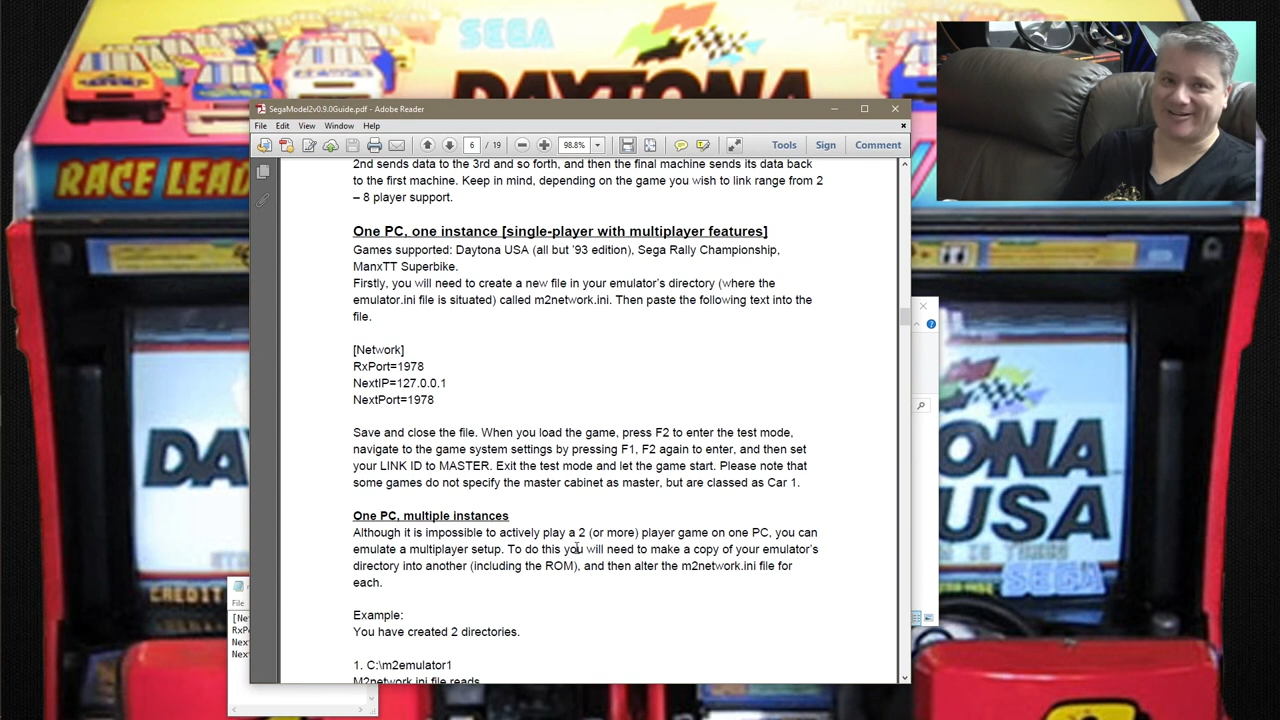 SEGA
DAYTONA
RACE LEAD
SegaModel2v0.9.0Guide.pdf - Adobe Reader
File Edit View Window Help
6 / 19 98.8% Tools Sign Comment
2nd sends data to the 3rd and so forth, and then the final machine sends its data back
to the first machine. Keep in mind, depending on the game you wish to link range from 2
– 8 player support.
One PC, one instance [single-player with multiplayer features]
Games supported: Daytona USA (all but '93 edition), Sega Rally Championship,
ManxTT Superbike.
Firstly, you will need to create a new file in your emulator's directory (where the
emulator.ini file is situated) called m2network.ini. Then paste the following text into the
file.
[Network]
RxPort=1978
NextIP=127.0.0.1
NextPort=1978
Save and close the file. When you load the game, press F2 to enter the test mode,
navigate to the game system settings by pressing F1, F2 again to enter, and then set
your LINK ID to MASTER. Exit the test mode and let the game start. Please note that
some games do not specify the master cabinet as master, but are classed as Car 1.
One PC, multiple instances
Although it is impossible to actively play a 2 (or more) player game on one PC, you can
emulate a multiplayer setup. To do this you will need to make a copy of your emulator's
directory into another (including the ROM), and then alter the m2network.ini file for
each.
Example:
You have created 2 directories.
1. C:\m2emulator1
M2network.ini file reads
File
[Ne
RxP
Nex
Nex
DAY
CREDIT
ONA
USA
SEGA